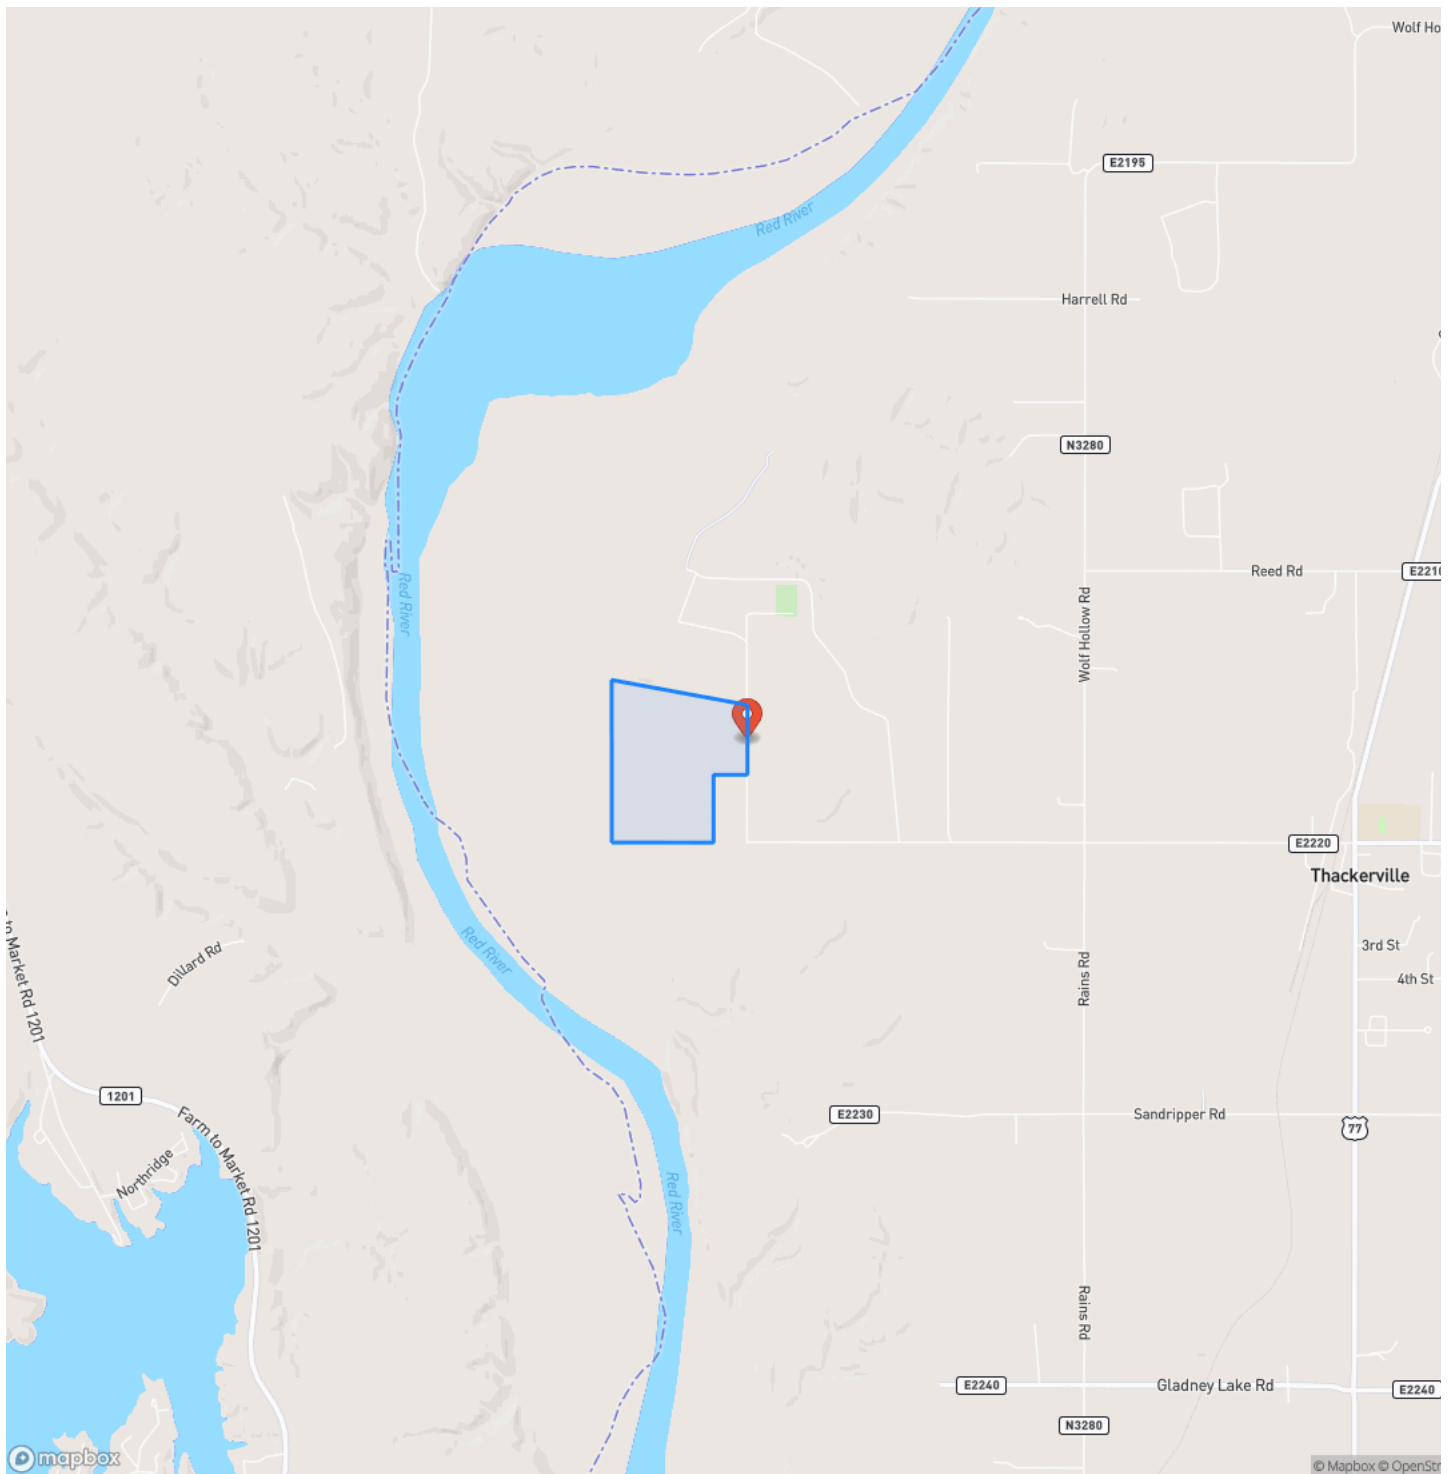 Wolf Ho
E2195
Red River
Harrell Rd
N3280
Reed Rd
E2210
Red River
Wolf Hollow Rd
E2220
Thackerville
Red River
Dillard Rd
3rd St
Rains Rd
4th St
to Market Rd 1201
1201
E2230
Sandripper Rd
77
Farm to Market Rd 1201
Northridge
Red River
Rains Rd
E2240
Gladney Lake Rd
E2240
N3280
mapbox
© Mapbox © OpenStr